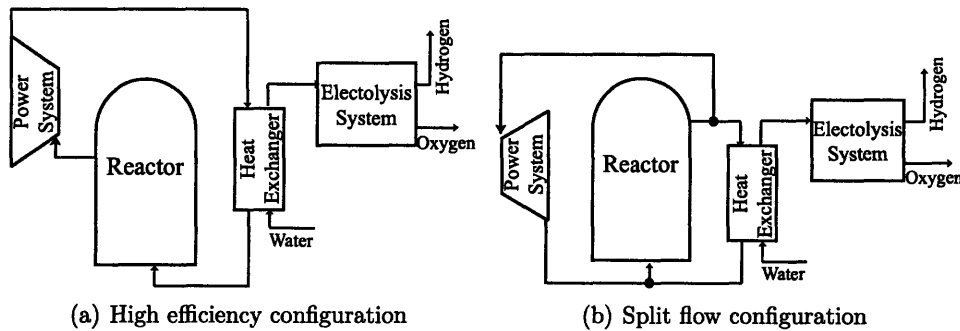 Power
System
Reactor
Heat
Exchanger
Electolysis
System
Hydrogen
Oxygen
Water
(a) High efficiency configuration
Power
System
Reactor
Heat
Exchanger
Electolysis
System
Hydrogen
Oxygen
Water
(b) Split flow configuration